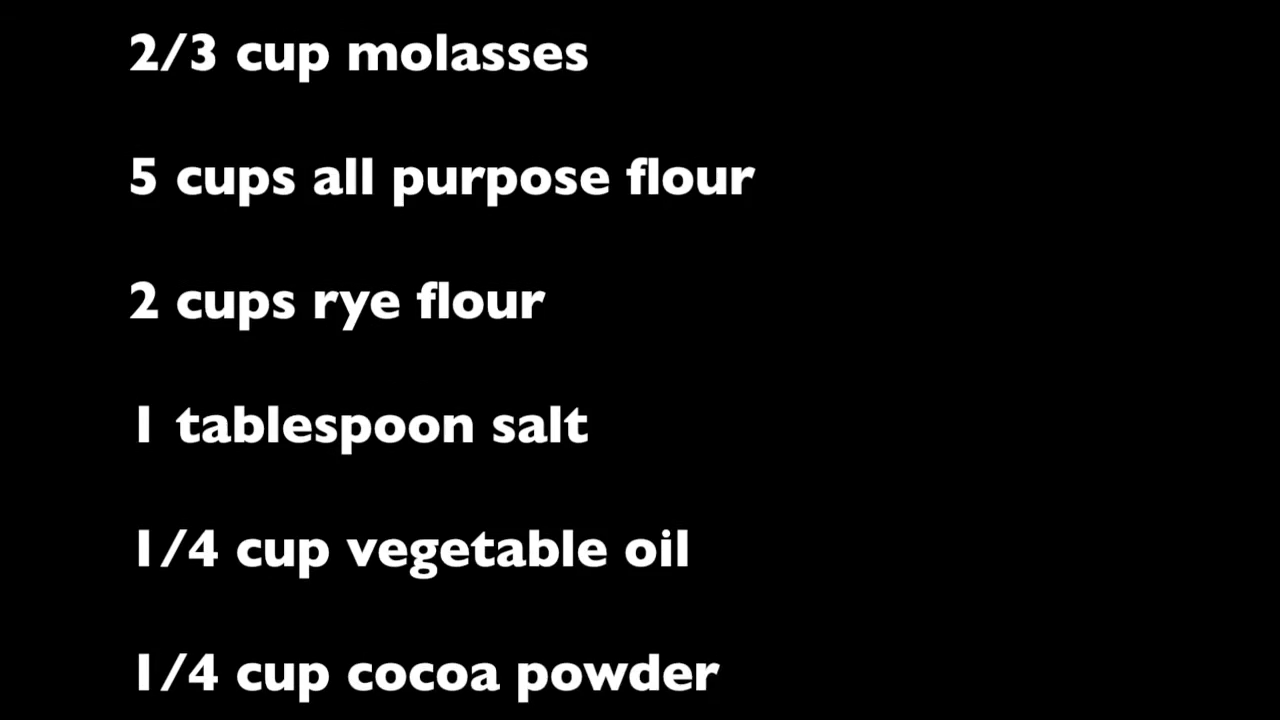 2/3 cup molasses
5 cups all purpose flour
2 cups rye flour
1 tablespoon salt
1/4 cup vegetable oil
1/4 cup cocoa powder